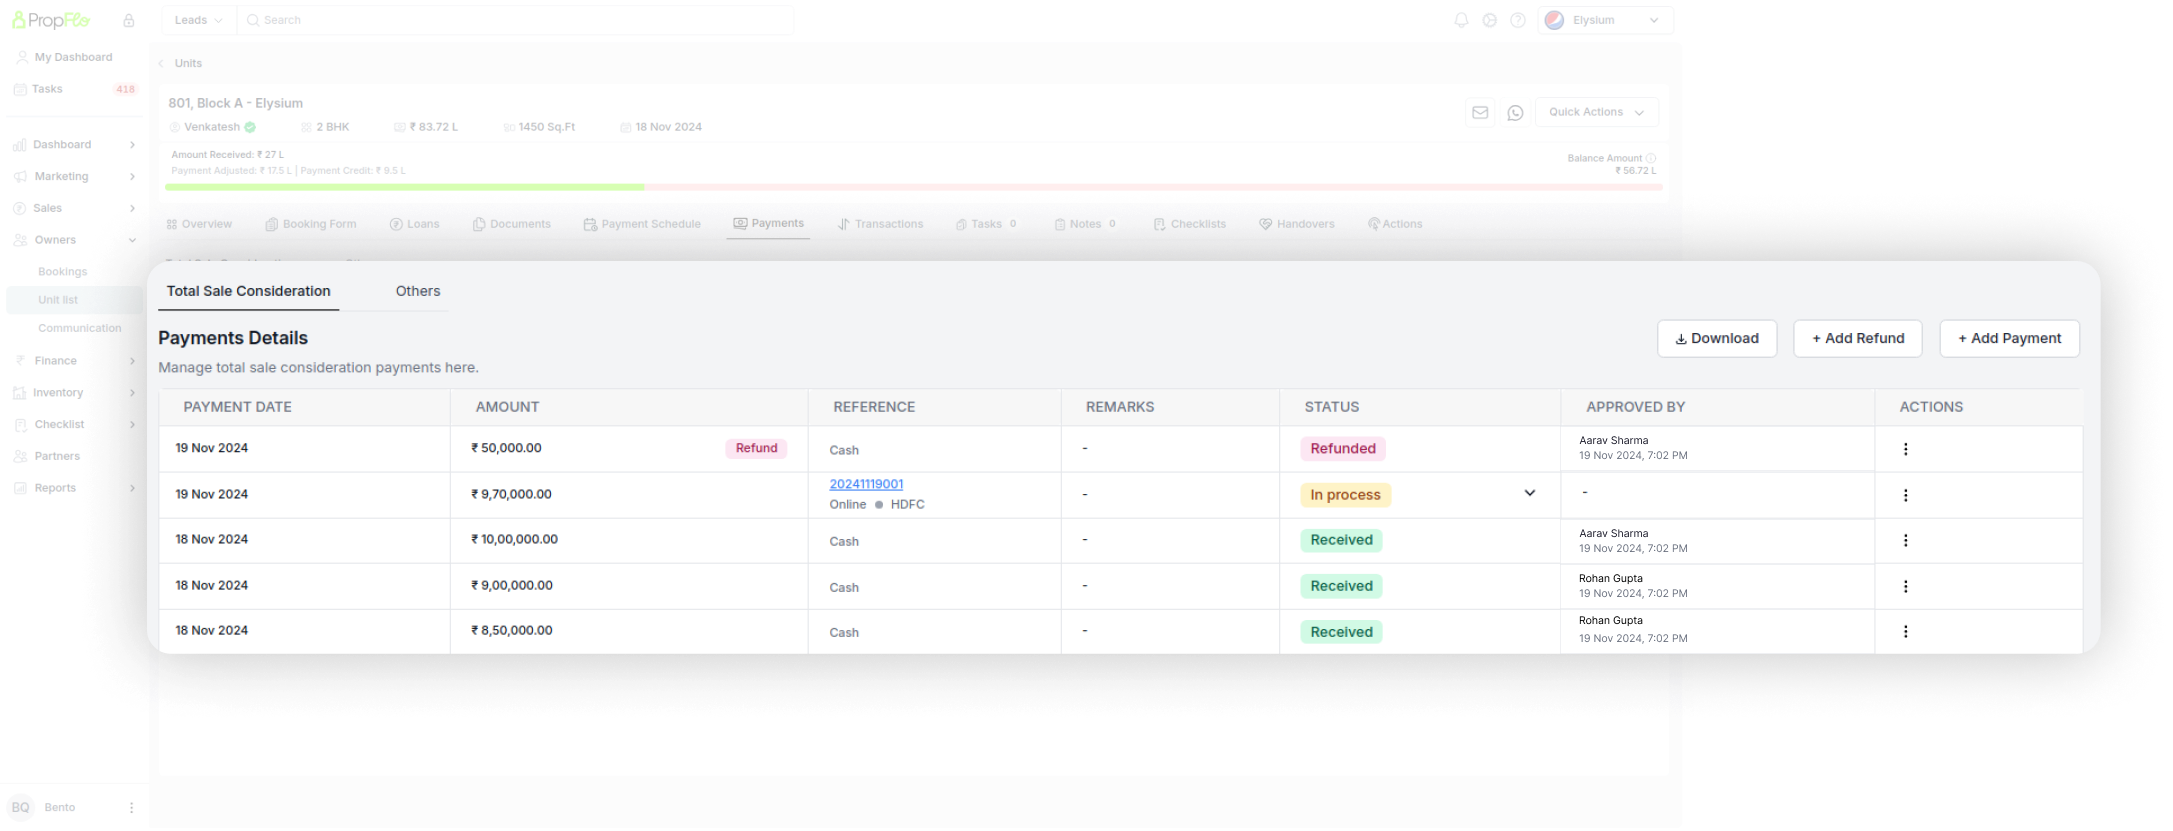 PropFlo
Leads
Search
Elysium
My Dashboard
Tasks 418
Units
801, Block A - Elysium
Venkatesh 2 BHK ₹ 83.72 L 1450 Sq.Ft 18 Nov 2024
Quick Actions
Amount Received: ₹ 27 L
Payment Adjusted: ₹ 17.5 L | Payment Credit: ₹ 9.5 L
Balance Amount
₹ 56.72 L
Dashboard
Marketing
Sales
Owners
Bookings
Unit list
Communication
Finance
Inventory
Checklist
Partners
Reports
BQ Bento
Overview Booking Form Loans Documents Payment Schedule Payments Transactions Tasks 0 Notes 0 Checklists Handovers Actions
Total Sale Consideration Others
Payments Details
Manage total sale consideration payments here.
Download + Add Refund + Add Payment
PAYMENT DATE AMOUNT REFERENCE REMARKS STATUS APPROVED BY ACTIONS
19 Nov 2024 ₹ 50,000.00 Refund Cash - Refunded Aarav Sharma
19 Nov 2024, 7:02 PM
19 Nov 2024 ₹ 9,70,000.00 20241119001 - In process -
Online HDFC
18 Nov 2024 ₹ 10,00,000.00 Cash - Received Aarav Sharma
19 Nov 2024, 7:02 PM
18 Nov 2024 ₹ 9,00,000.00 Cash - Received Rohan Gupta
19 Nov 2024, 7:02 PM
18 Nov 2024 ₹ 8,50,000.00 Cash - Received Rohan Gupta
19 Nov 2024, 7:02 PM